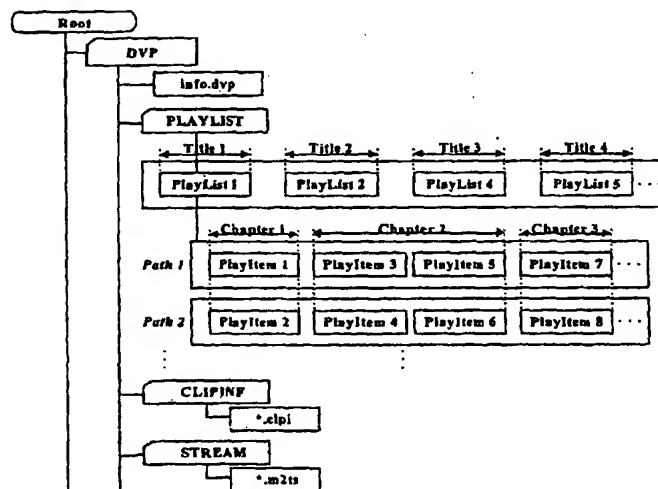 Root
DVP
info.dvp
PLAYLIST
Title 1 Title 2 Title 3 Title 4
PlayList 1 PlayList 2 PlayList 4 PlayList 5 ...
Chapter 1 Chapter 2 Chapter 3
Path 1 PlayItem 1 PlayItem 3 PlayItem 5 PlayItem 7 ...
Path 2 PlayItem 2 PlayItem 4 PlayItem 6 PlayItem 8 ...
CLIPINF
*.clpi
STREAM
*.m2ts